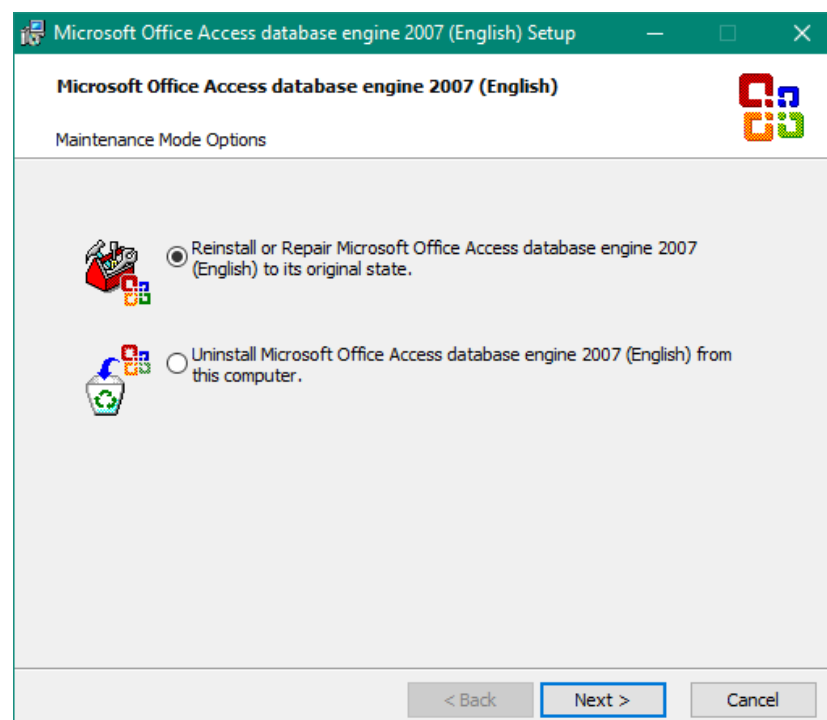 Microsoft Office Access database engine 2007 (English) Setup
Microsoft Office Access database engine 2007 (English)
Maintenance Mode Options
Reinstall or Repair Microsoft Office Access database engine 2007
(English) to its original state.
Uninstall Microsoft Office Access database engine 2007 (English) from
this computer.
< Back Next > Cancel